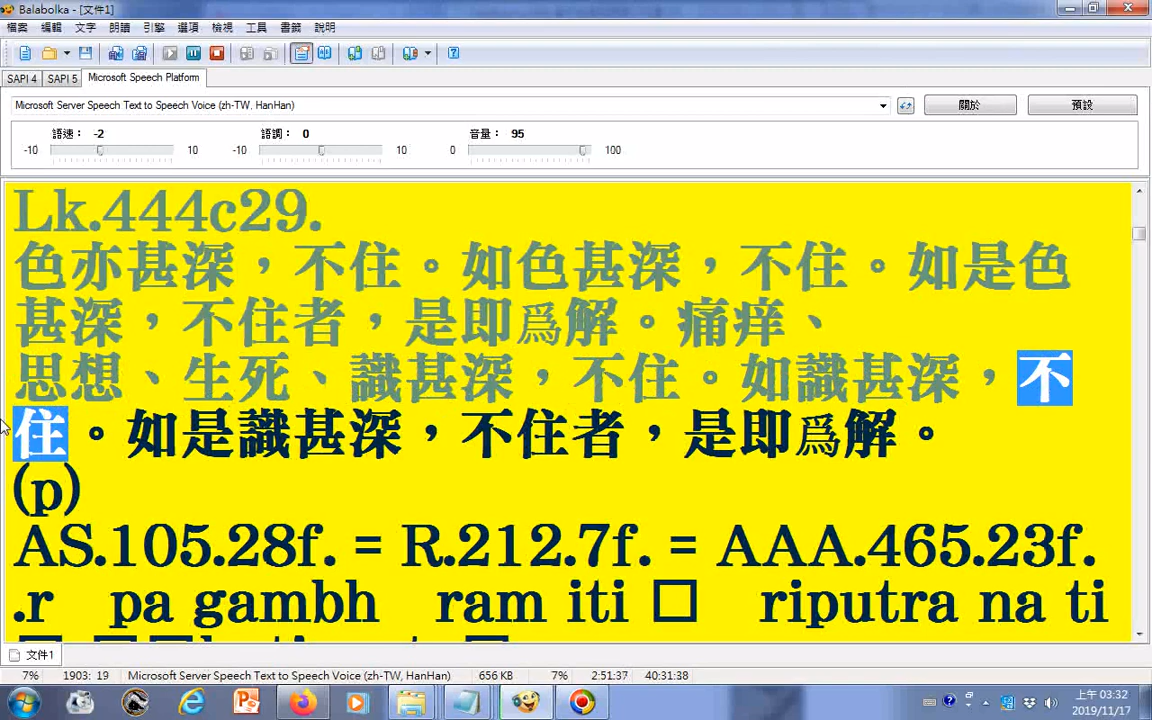 Balabolka - [文件1]
檔案 編輯 文字 朗讀 引擎 選項 檢視 工具 書籤 說明
SAPI 4 SAPI 5 Microsoft Speech Platform
Microsoft Server Speech Text to Speech Voice (zh-TW, HanHan) 關於 預設
語速： -2 語調： 0 音量： 95
-10 10 -10 10 0 100
Lk.444c29.
色亦甚深，不住。如色甚深，不住。如是色
甚深，不住者，是即爲解。痛痒、
思想、生死、識甚深，不住。如識甚深，不
住。如是識甚深，不住者，是即爲解。
(p)
AS.105.28f. = R.212.7f. = AAA.465.23f.
.r pa gambh ram iti □ riputra na ti
文件1
7% 1903: 19 Microsoft Server Speech Text to Speech Voice (zh-TW, HanHan) 656 KB 7% 2:51:37 40:31:38
上午 03:32
2019/11/17